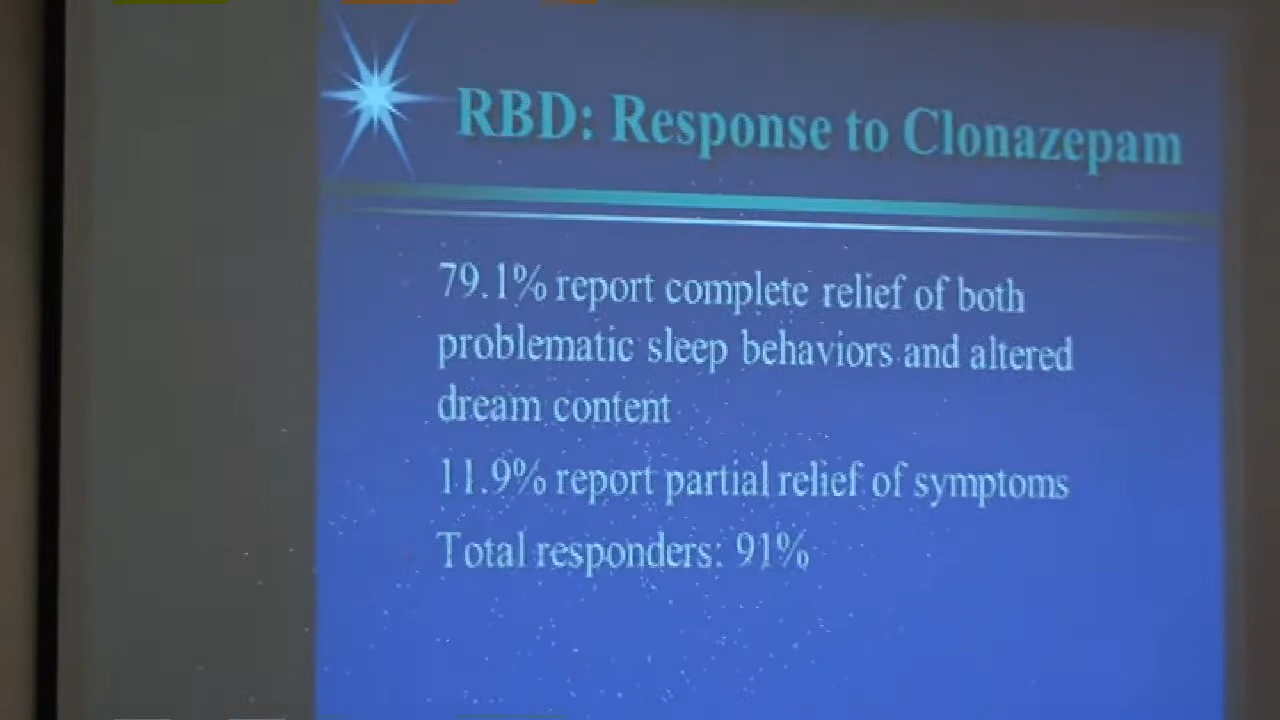 RBD: Response to Clonazepam
79.1% report complete relief of both
problematic sleep behaviors and altered
dream content
11.9% report partial relief of symptoms
Total responders: 91%